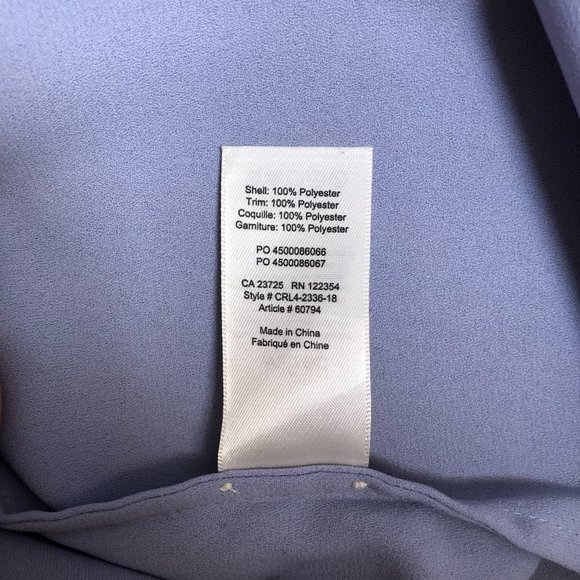 Shell: 100% Polyester
Trim: 100% Polyester
Coquille: 100% Polyester
Garniture: 100% Polyester
PO 4500086066
PO 4500086067
CA 23725 RN 122354
Style # CRL4-2336-18
Article # 60794
Made in China
Fabriqué en Chine